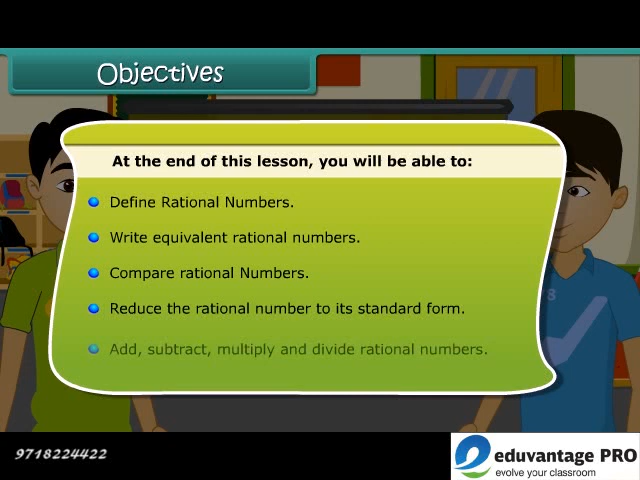 Objectives
At the end of this lesson, you will be able to:
Define Rational Numbers.
Write equivalent rational numbers.
Compare rational Numbers.
Reduce the rational number to its standard form.
Add, subtract, multiply and divide rational numbers.
8
9718224422
eduvantage PRO
evolve your classroom